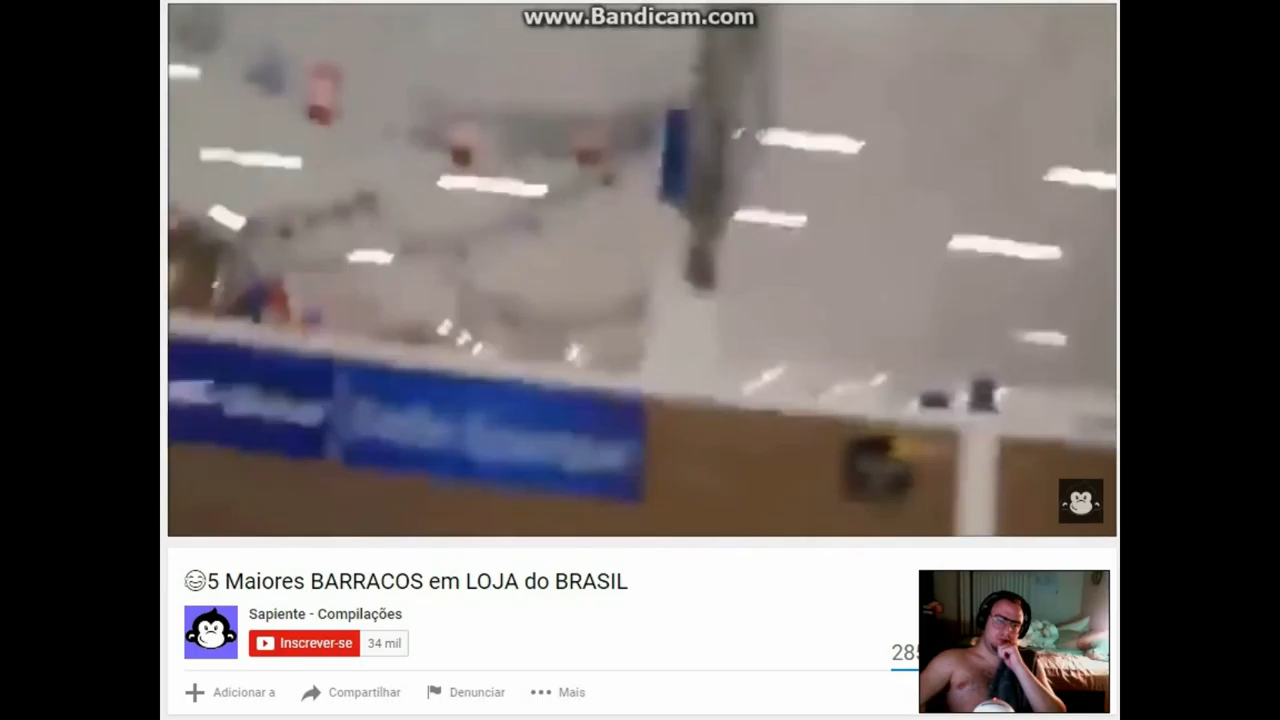 www.Bandicam.com
😂5 Maiores BARRACOS em LOJA do BRASIL
Sapiente - Compilações
Inscrever-se 34 mil
285
Adicionar a Compartilhar Denunciar Mais